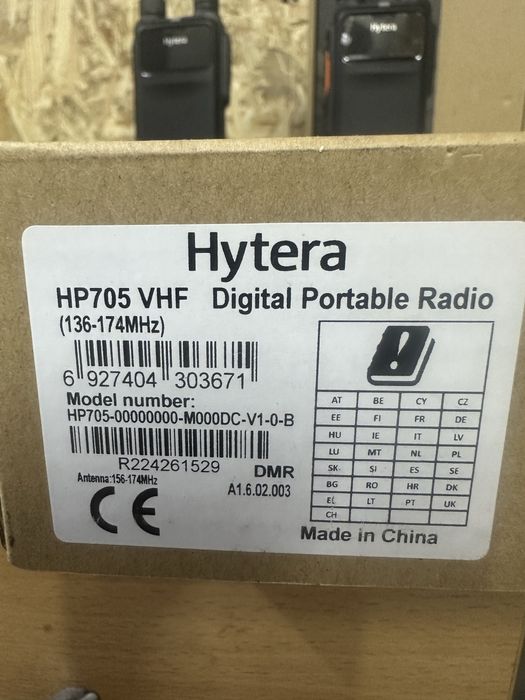 Hytera
Hytera
Hytera
HP705 VHF Digital Portable Radio
(136-174MHz)
6 927404 303671
Model number:
HP705-00000000-M000DC-V1-0-B
R224261529
DMR
Antenna:156-174MHz
A1.6.02.003
CE
!
AT BE CY CZ
EE FI FR DE
HU IE IT LV
LU MT NL PL
SK SI ES SE
BG RO HR DK
EL LT PT UK
CH
Made in China